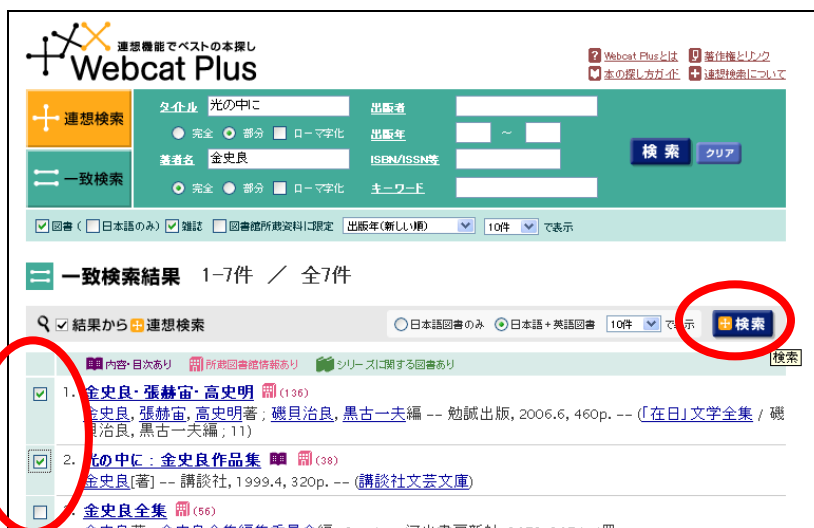 連想機能でベストの本探し
Webcat Plus
? Webcat Plusとは 著作権とリンク
本の探し方ガイド 連想検索について
連想検索
一致検索
タイトル 光の中に 出版者
完全 部分 ローマ字化 出版年 ～
著者名 金史良 ISBN/ISSN等
完全 部分 ローマ字化 キーワード
検索 クリア
図書 ( 日本語のみ) 雑誌 図書館所蔵資料に限定 出版年(新しい順) 10件 で表示
一致検索結果 1-7件 ／ 全7件
結果から 連想検索 日本語図書のみ 日本語+英語図書 10件 で表示 検索
検索
内容・目次あり 所蔵図書館情報あり シリーズに関する図書あり
1. 金史良・張赫宙・高史明 (136)
金史良, 張赫宙, 高史明著 ; 磯貝治良, 黒古一夫編 -- 勉誠出版, 2006.6, 460p. -- (「在日」文学全集 / 磯
貝治良, 黒古一夫編 ; 11)
2. 光の中に : 金史良作品集 (38)
金史良[著] -- 講談社, 1999.4, 320p. -- (講談社文芸文庫)
金史良全集 (56)